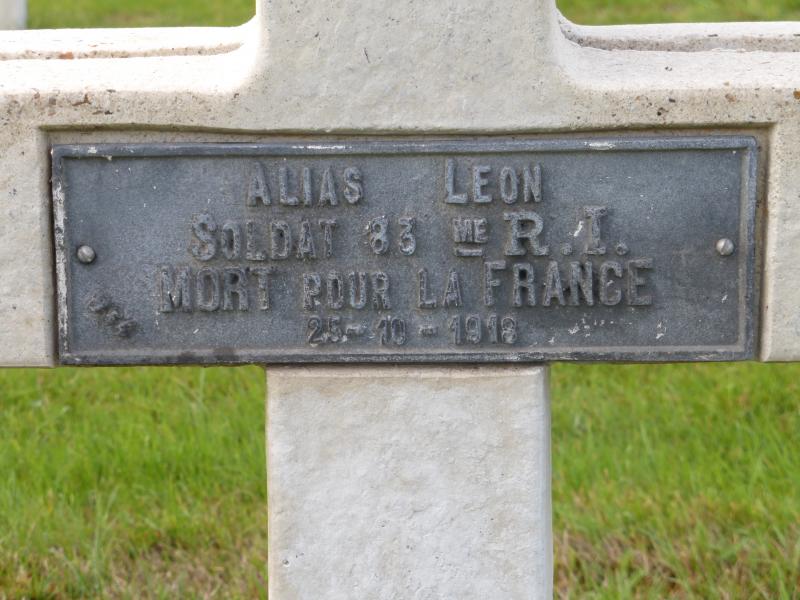 ALIAS LEON
SOLDAT 83 ME R.I.
MORT POUR LA FRANCE
25-10-1918